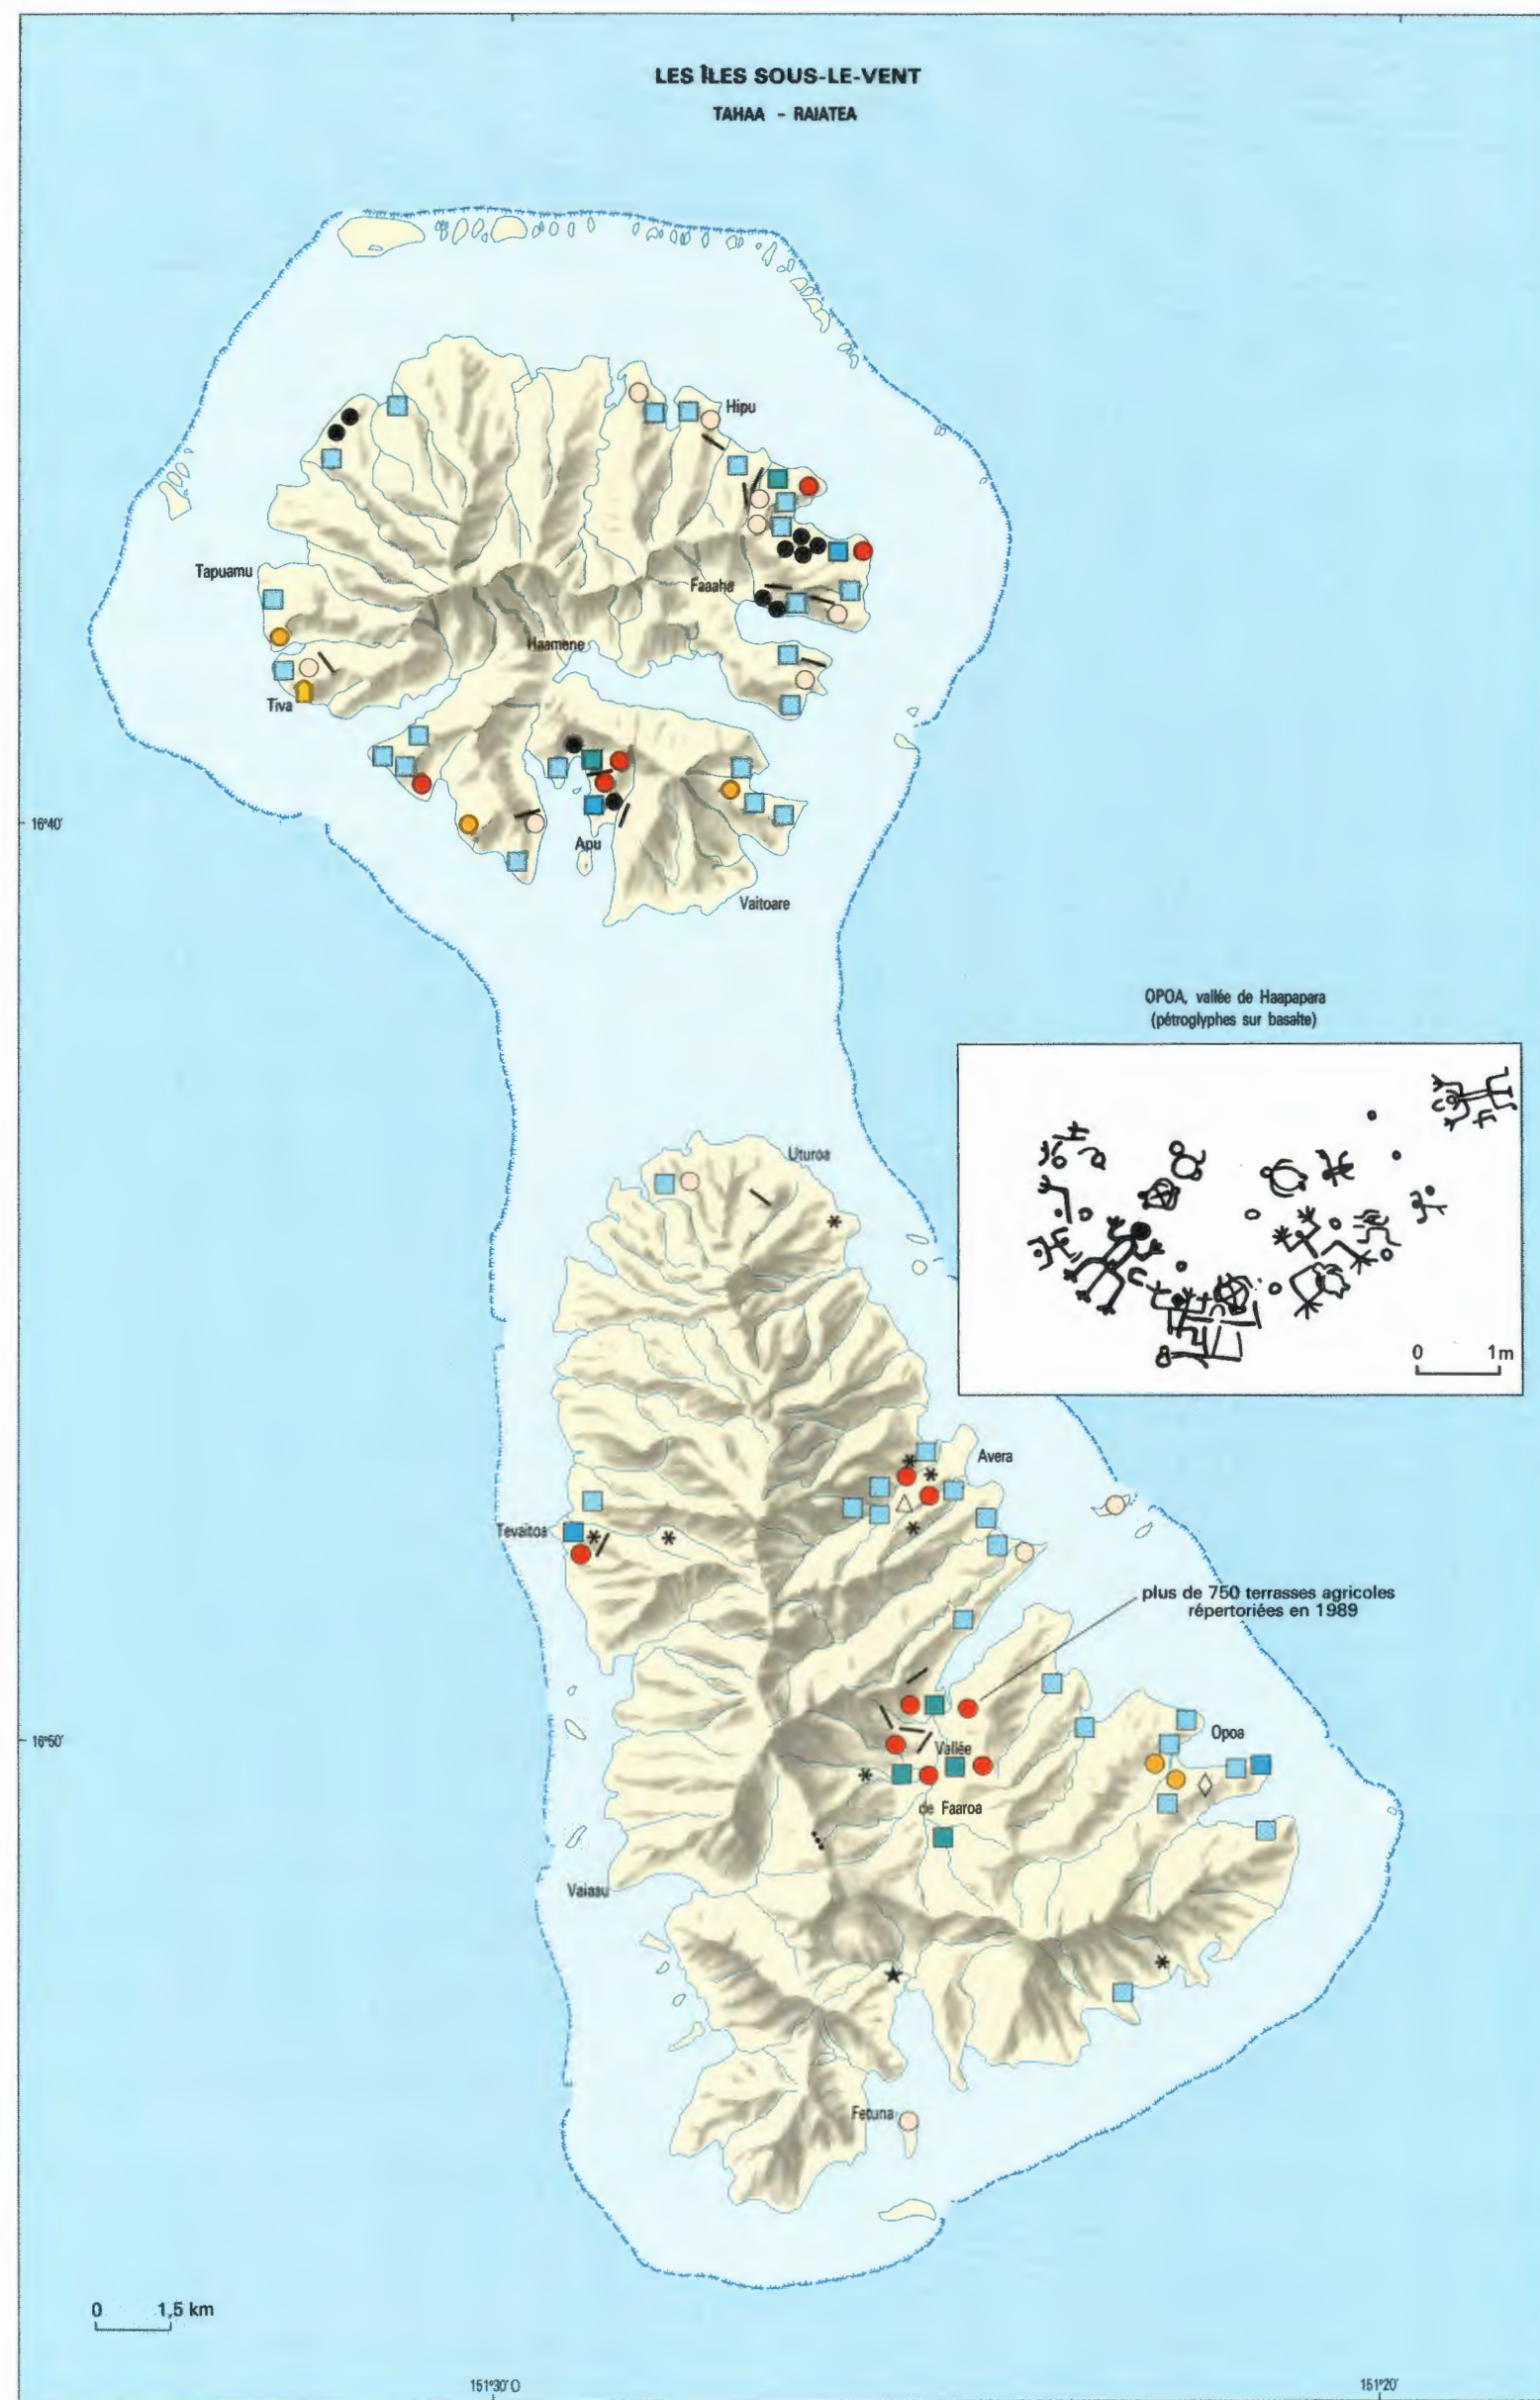 LES ÎLES SOUS-LE-VENT
TAHAA - RAIATEA
Hipu
Tapuamu
Faaaha
Haamene
Tiva
16°40'
Apu
Vaitoare
OPOA, vallée de Haapapara
(pétroglyphes sur basalte)
0 1m
Uturoa
Avera
Tevaitoa
plus de 750 terrasses agricoles
répertoriées en 1989
16°50'
Opoa
Vallée
de Faaroa
Vaiaau
Fetuna
0 1,5 km
151°30' O
151°20'